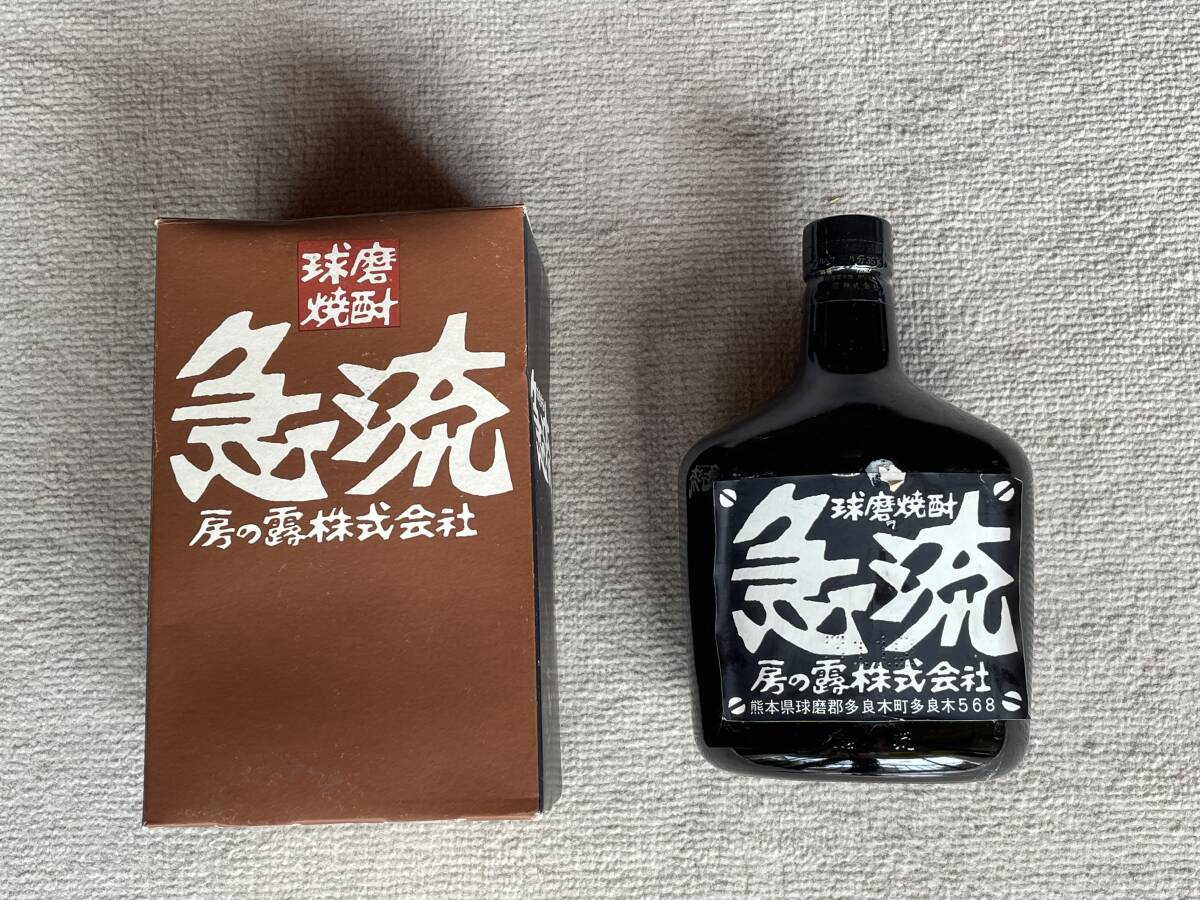 球磨
焼酎
急流
房の露株式会社
球磨焼酎
急流
房の露株式会社
熊本県球磨郡多良木町多良木568